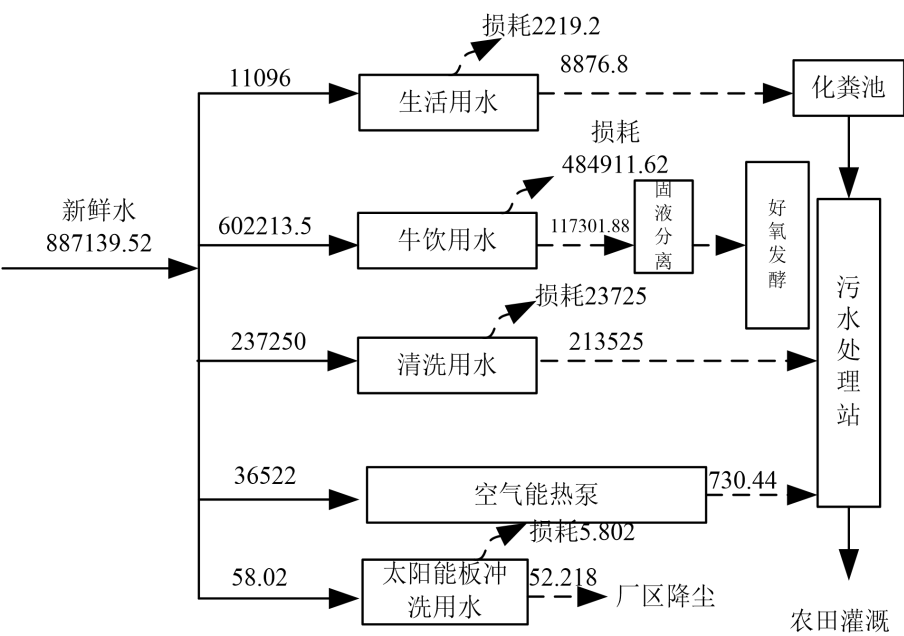 损耗2219.2
11096
生活用水
8876.8
化粪池
损耗
484911.62
新鲜水
887139.52
602213.5
牛饮用水
117301.88
固液分离
好氧发酵
污水处理站
损耗23725
237250
清洗用水
213525
36522
空气能热泵
730.44
损耗5.802
58.02
太阳能板冲
洗用水
52.218
厂区降尘
农田灌溉